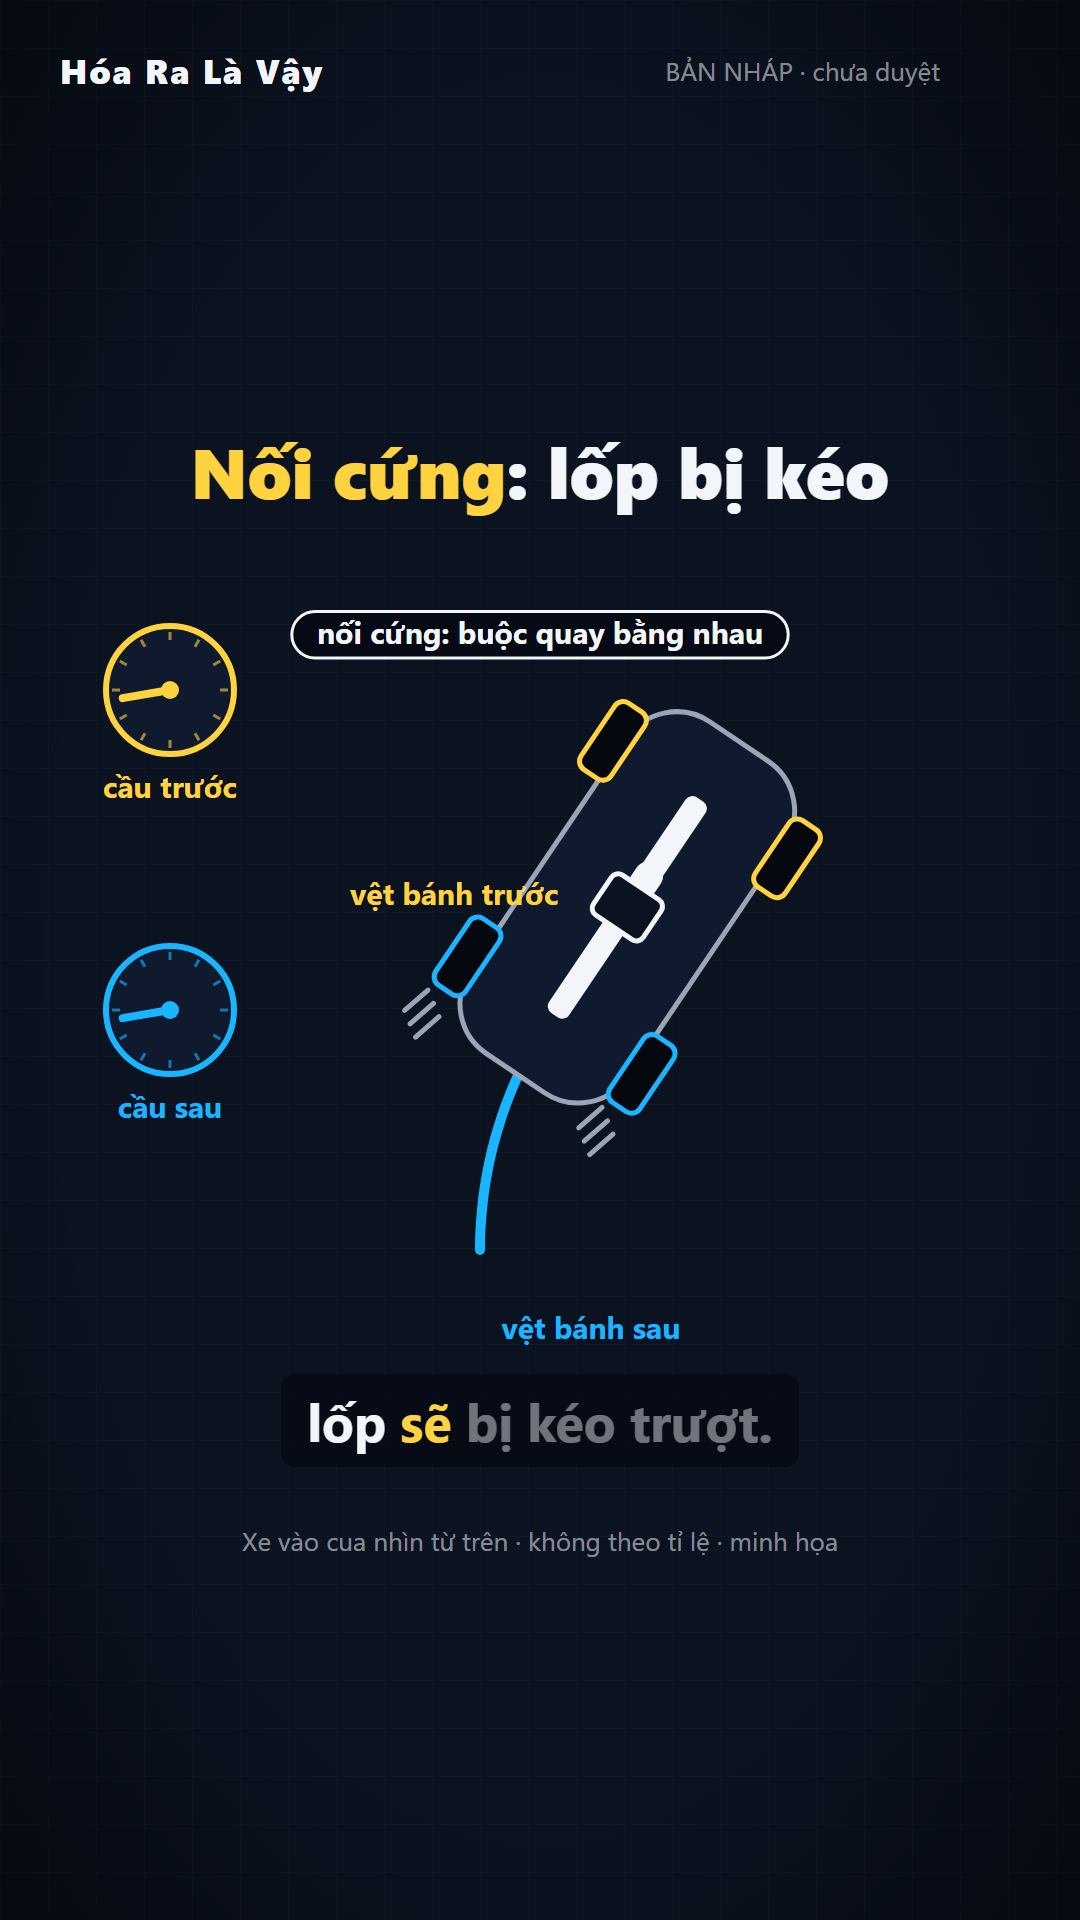 Hóa Ra Là Vậy
BẢN NHÁP · chưa duyệt
Nối cứng: lốp bị kéo
nối cứng: buộc quay bằng nhau
cầu trước
vệt bánh trước
cầu sau
vệt bánh sau
lốp sẽ bị kéo trượt.
Xe vào cua nhìn từ trên · không theo tỉ lệ · minh họa